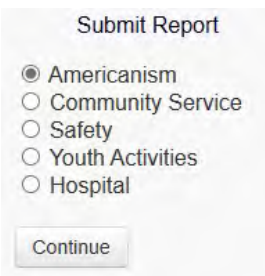 Submit Report
Americanism
Community Service
Safety
Youth Activities
Hospital
Continue